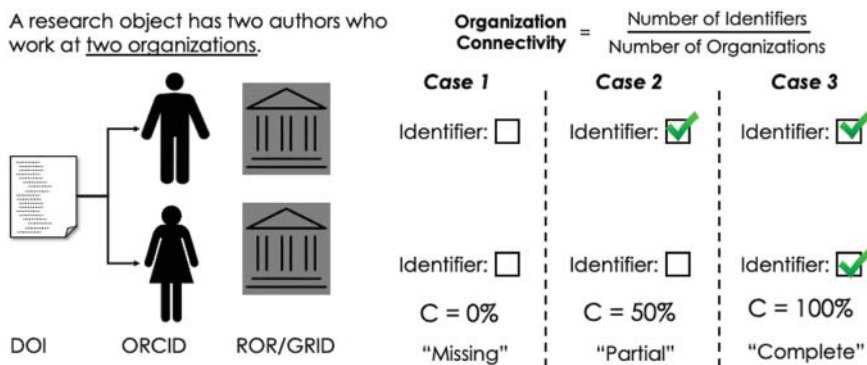 A research object has two authors who
work at two organizations.
Organization
Connectivity
=
Number of Identifiers
Number of Organizations
Case 1
Case 2
Case 3
Identifier:
Identifier:
Identifier:
Identifier:
Identifier:
Identifier:
C = 0%
C = 50%
C = 100%
DOI
ORCID
ROR/GRID
“Missing”
“Partial”
“Complete”